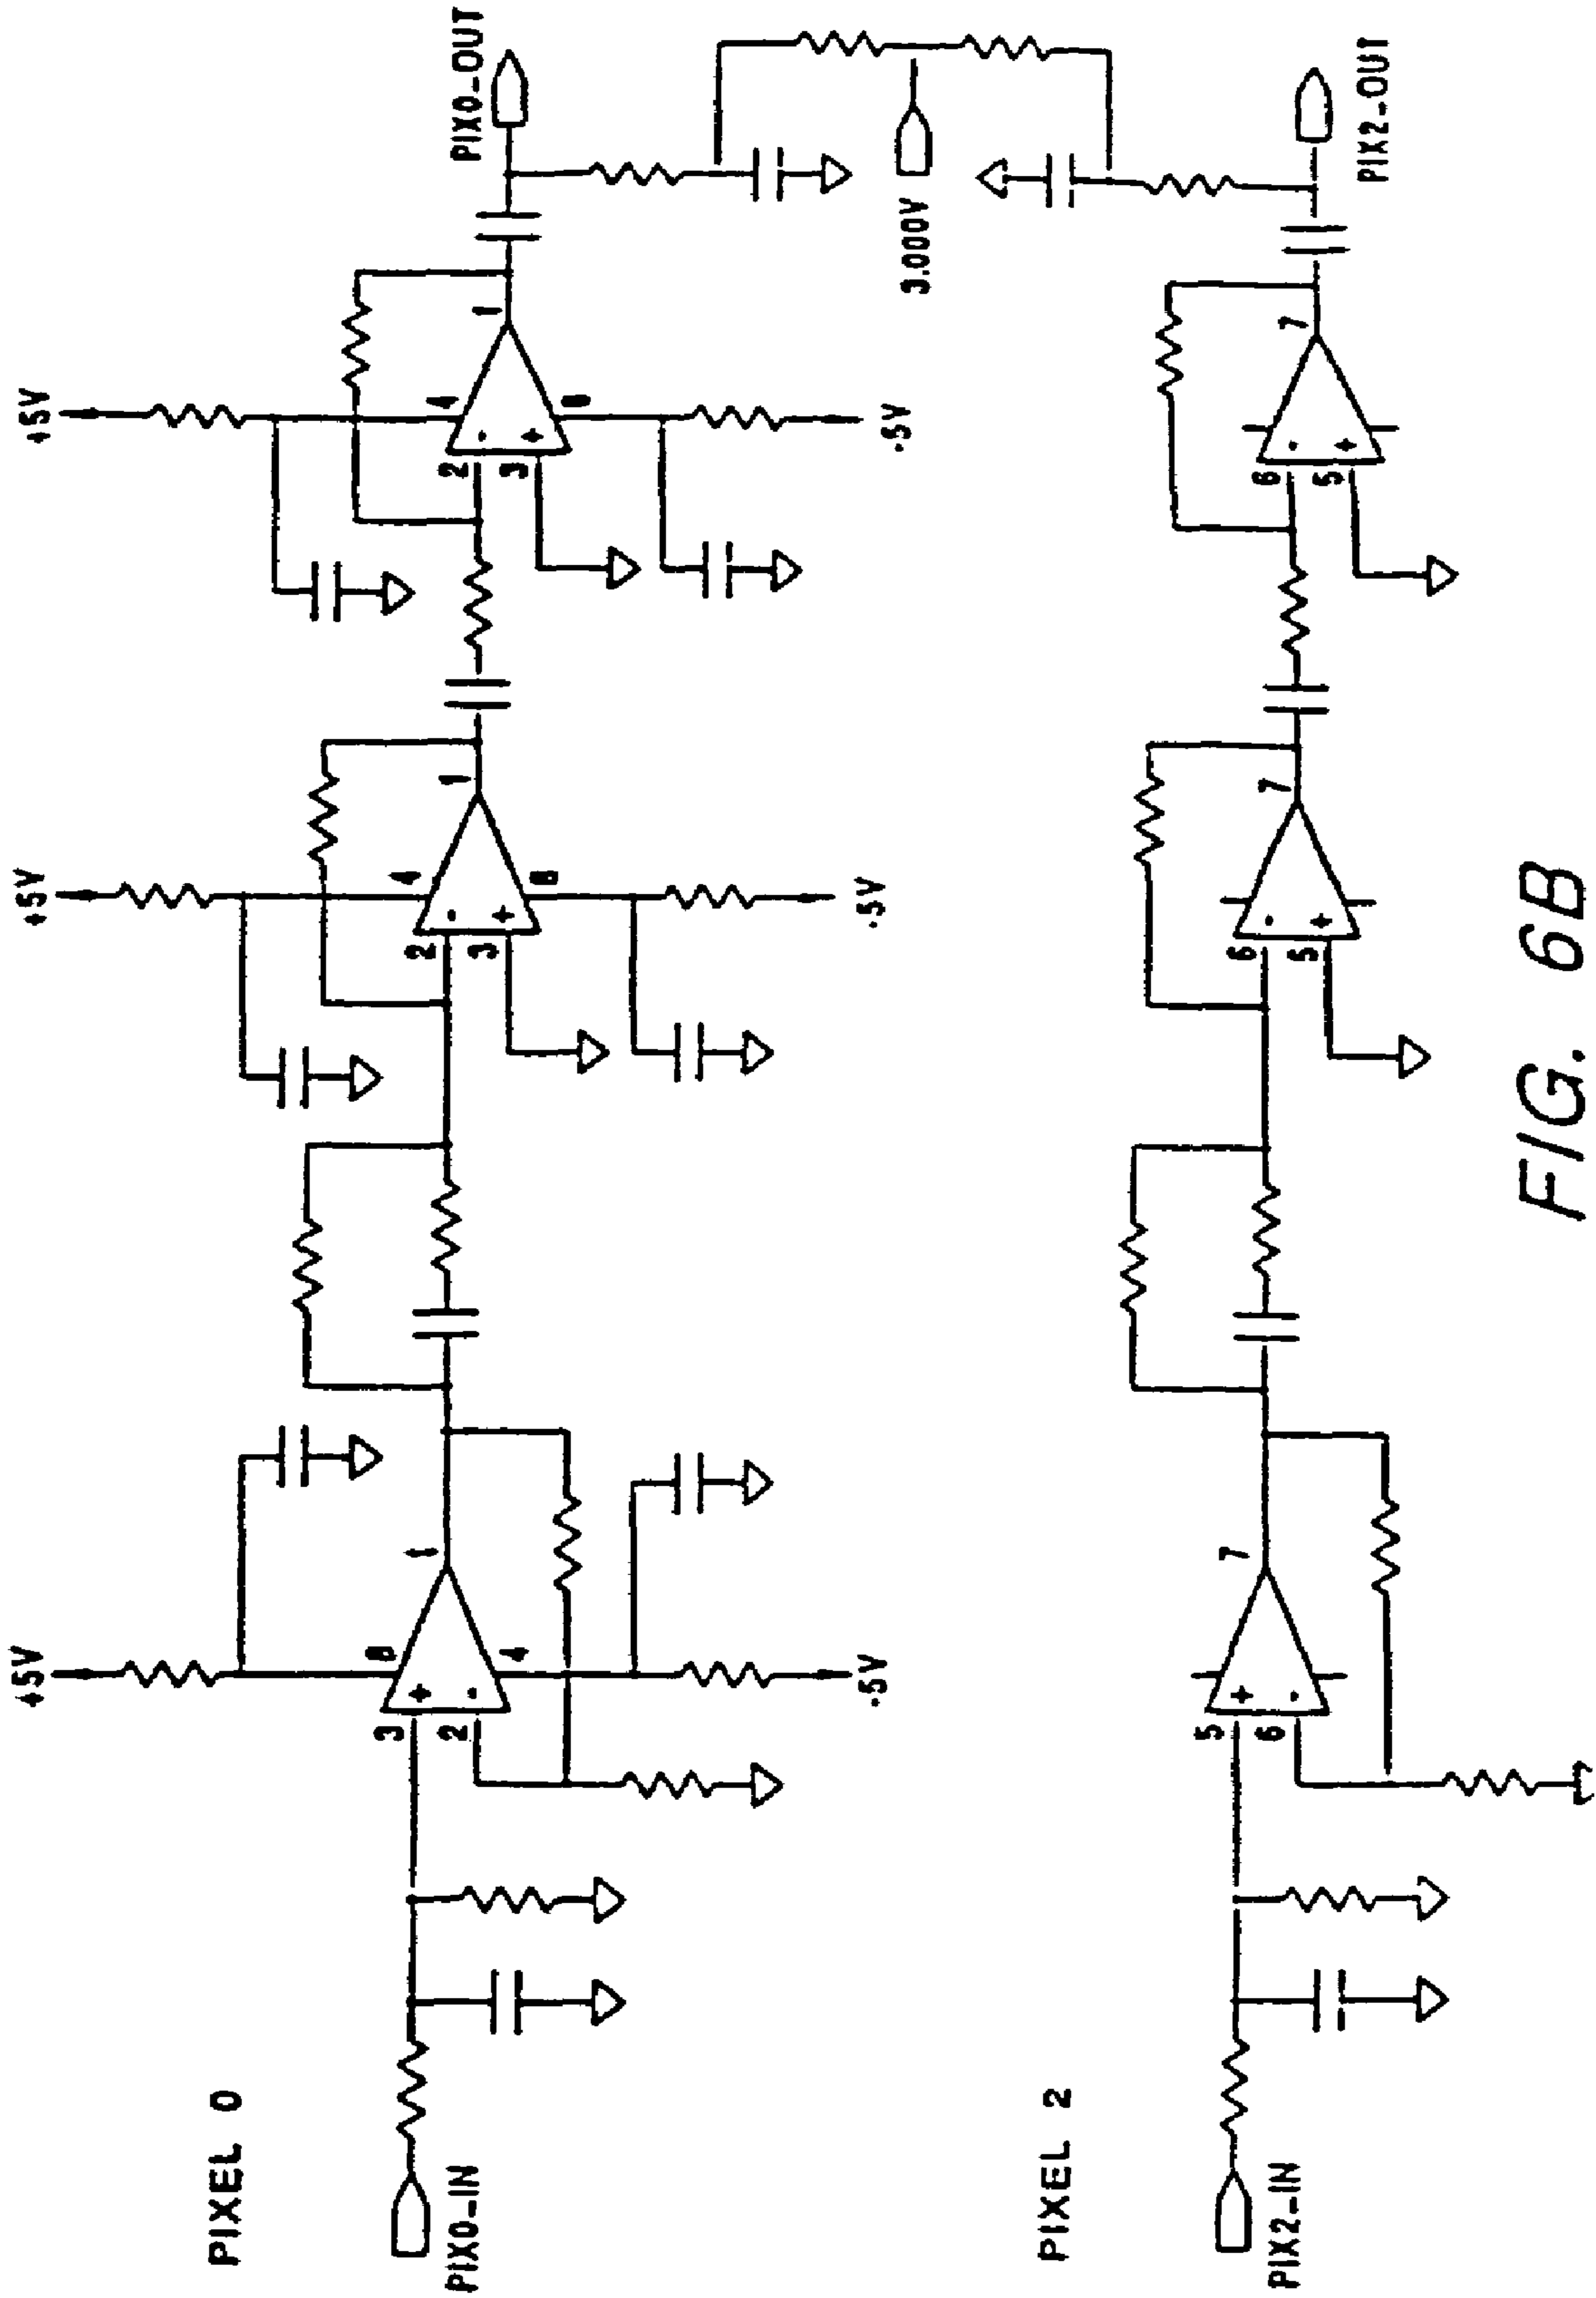 +5V
+5V
+5V
PIXEL 0
PIX0-IN
3
2
+
-
8
4
1
-5V
2
3
-
+
4
8
1
-5V
2
3
-
+
4
8
1
-5V
PIX0-OUT
3.000V
PIXEL 2
PIX2-IN
5
6
+
-
7
6
5
-
+
7
6
5
-
+
7
PIX2-OUT
FIG. 6B